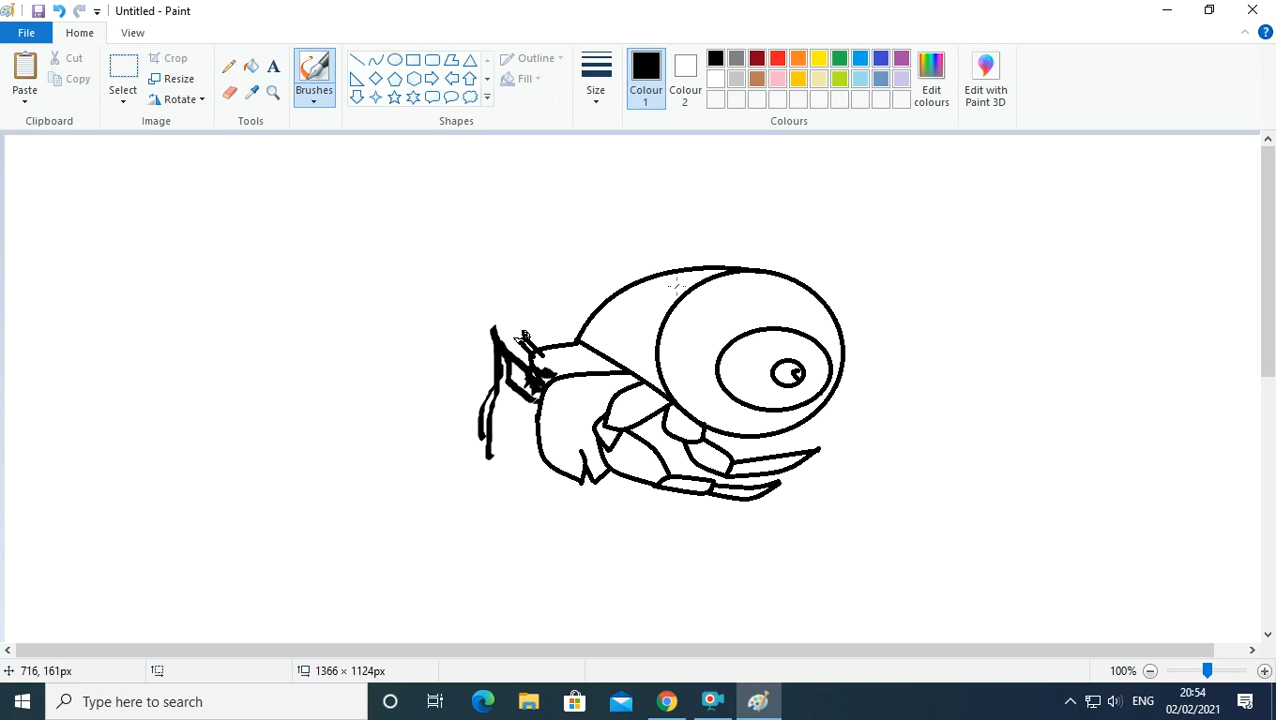 Untitled - Paint
File Home View
Paste Cut Copy Clipboard
Select Crop Resize Rotate Image
A Tools
Brushes
Outline Fill Shapes
Size
Colour 1 Colour 2 Edit colours Colours
Edit with Paint 3D
716, 161px 1366 × 1124px 100%
Type here to search ENG 20:54 02/02/2021